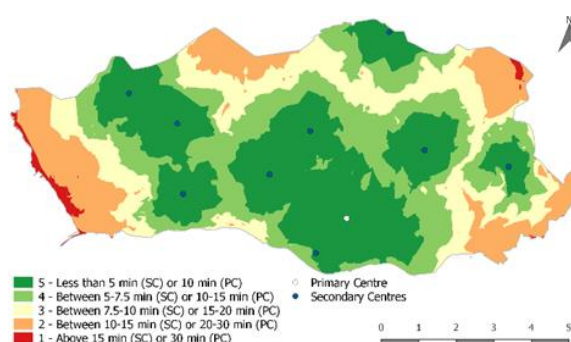 N
5 - Less than 5 min (SC) or 10 min (PC)
4 - Between 5-7.5 min (SC) or 10-15 min (PC)
3 - Between 7.5-10 min (SC) or 15-20 min (PC)
2 - Between 10-15 min (SC) or 20-30 min (PC)
1 - Above 15 min (SC) or 30 min (PC)
Primary Centre
Secondary Centres
0 1 2 3 4 5